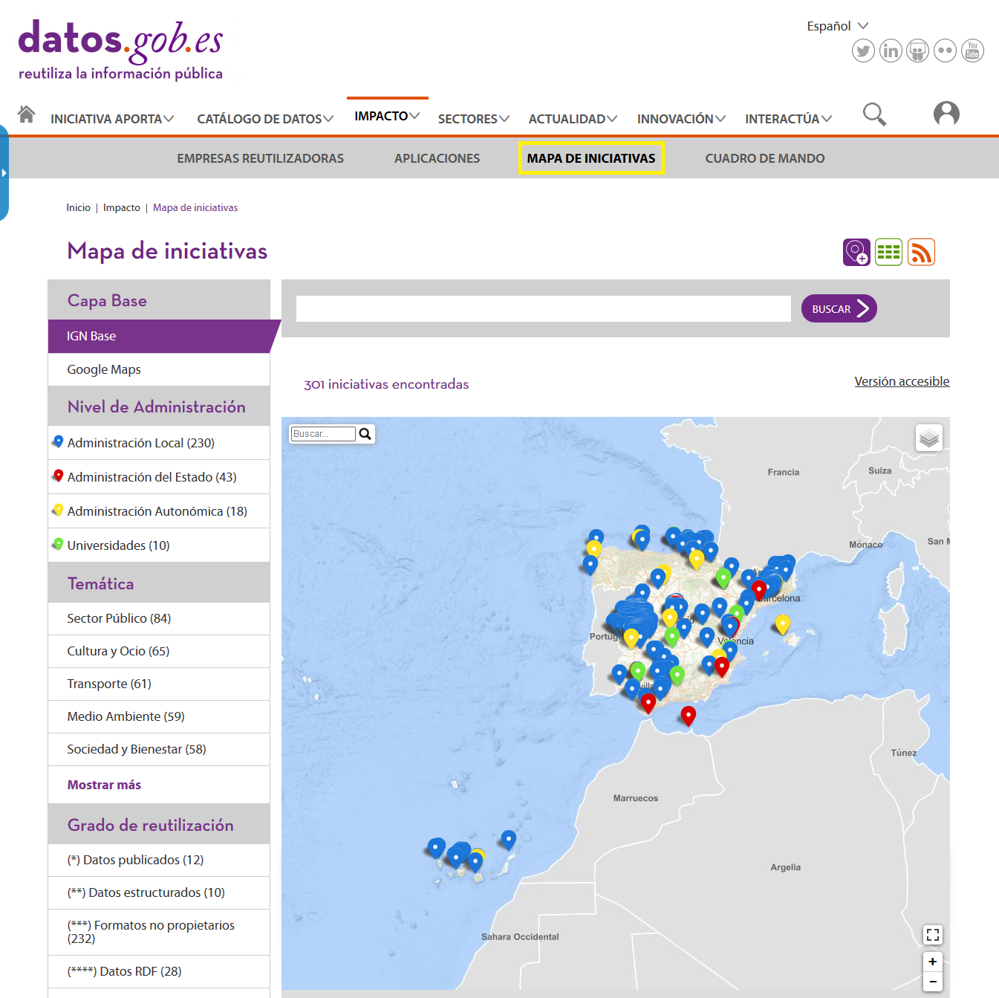 datos.gob.es
reutiliza la información pública
Español
You
Tube
INICIATIVA APORTA
CATÁLOGO DE DATOS
IMPACTO
SECTORES
ACTUALIDAD
INNOVACIÓN
INTERACTÚA
EMPRESAS REUTILIZADORAS
APLICACIONES
MAPA DE INICIATIVAS
CUADRO DE MANDO
Inicio | Impacto | Mapa de iniciativas
Mapa de iniciativas
Capa Base
IGN Base
Google Maps
Nivel de Administración
Administración Local (230)
Administración del Estado (43)
Administración Autonómica (18)
Universidades (10)
Temática
Sector Público (84)
Cultura y Ocio (65)
Transporte (61)
Medio Ambiente (59)
Sociedad y Bienestar (58)
Mostrar más
Grado de reutilización
(*) Datos publicados (12)
(**) Datos estructurados (10)
(***) Formatos no propietarios
(232)
(****) Datos RDF (28)
BUSCAR
301 iniciativas encontradas
Versión accesible
Buscar...
Francia
Suiza
Mónaco
San M
Barcelona
Portug
Valencia
Túnez
Marruecos
Argelia
Sahara Occidental
+
−